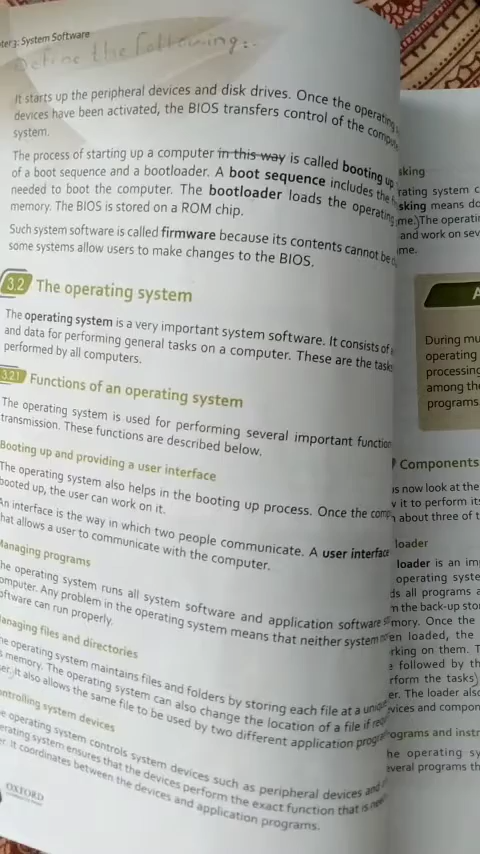 ter 3: System Software
Define the following:-
It starts up the peripheral devices and disk drives. Once the operating
devices have been activated, the BIOS transfers control of the compute
system.
The process of starting up a computer in this way is called booting up
of a boot sequence and a bootloader. A boot sequence includes the
needed to boot the computer. The bootloader loads the operating
memory. The BIOS is stored on a ROM chip.
Such system software is called firmware because its contents cannot be
some systems allow users to make changes to the BIOS.
3.2 The operating system
The operating system is a very important system software. It consists of
and data for performing general tasks on a computer. These are the tasks
performed by all computers.
3.2.1 Functions of an operating system
The operating system is used for performing several important function
transmission. These functions are described below.
Booting up and providing a user interface
The operating system also helps in the booting up process. Once the comp
booted up, the user can work on it.
An interface is the way in which two people communicate. A user interface
hat allows a user to communicate with the computer.
Managing programs
he operating system runs all system software and application software
omputer. Any problem in the operating system means that neither system
oftware can run properly.
anaging files and directories
he operating system maintains files and folders by storing each file at a unique
s memory. The operating system can also change the location of a file if req
ser. It also allows the same file to be used by two different application progr
ntrolling system devices
e operating system controls system devices such as peripheral devices and
erating system ensures that the devices perform the exact function that is
er. It coordinates between the devices and application programs.
OXFORD
sking
rating system c
sking means do
me. The operati
and work on sev
me.
A
During mu
operating
processing
among the
programs
Components
us now look at the
it to perform its
about three of t
loader
loader is an im
operating syste
ds all programs a
n the back-up sto
mory. Once the
en loaded, the
rking on them. T
followed by th
rform the tasks)
er. The loader also
vices and compon
ograms and instr
he operating sy
everal programs th